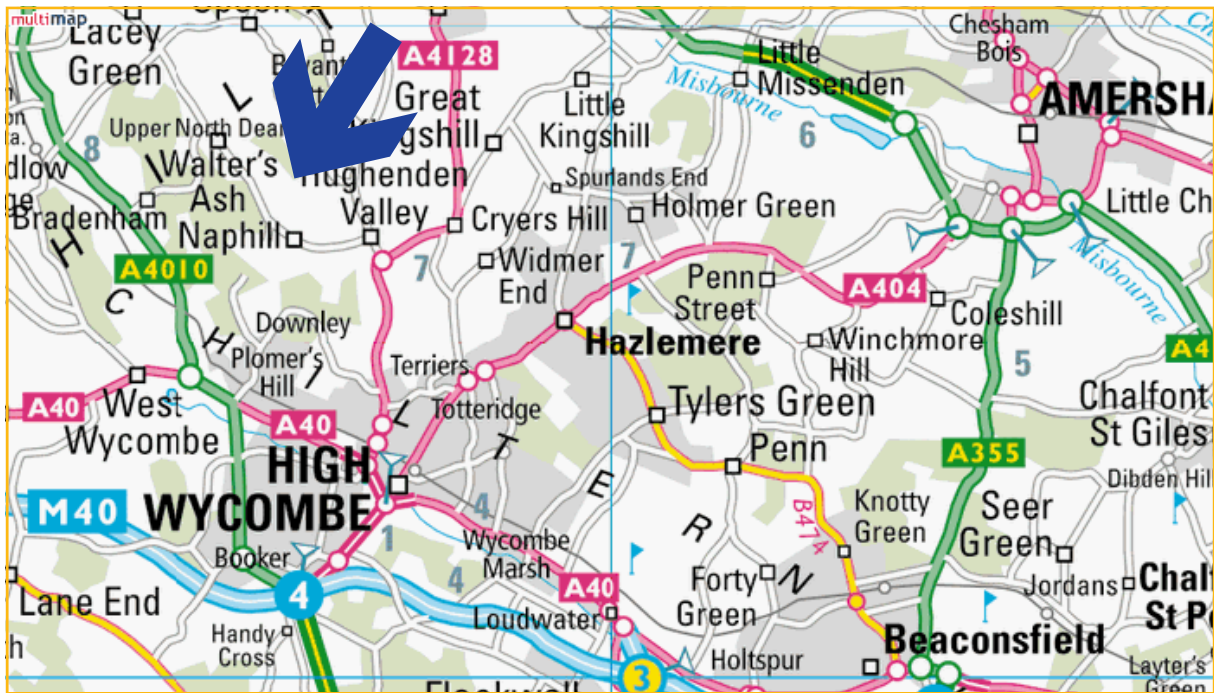 multimap
Lacey
Green
A4128
Great
Little
Missenden
Misbourne
Chesham
Bois
AMERSHA
8
L
Upper North Dean
Little
Kingshill
6
I
Walter's
Ash
Hughenden
Valley
Spurlands End
Bradenham
Naphill
Cryers Hill
Holmer Green
Little Ch
H
A4010
7
Widmer
End
7
Penn
Street
A404
Misbourne
C
Downley
Coleshill
H
Plomer's
Hill
I
Terriers
Hazlemere
Winchmore
Hill
5
A4
A40
West
Wycombe
A40
L
Totteridge
Tylers Green
Chalfont
St Giles
T
Penn
A355
HIGH
WYCOMBE
E
Dibden Hil
M40
4
1
R
B474
Knotty
Green
Seer
Green
Booker
Wycombe
Marsh
4
N
Forty
Green
Jordans
Chal
St P
Lane End
4
A40
Loudwater
Handy
Cross
Beaconsfield
Holtspur
Layter's
Green
3